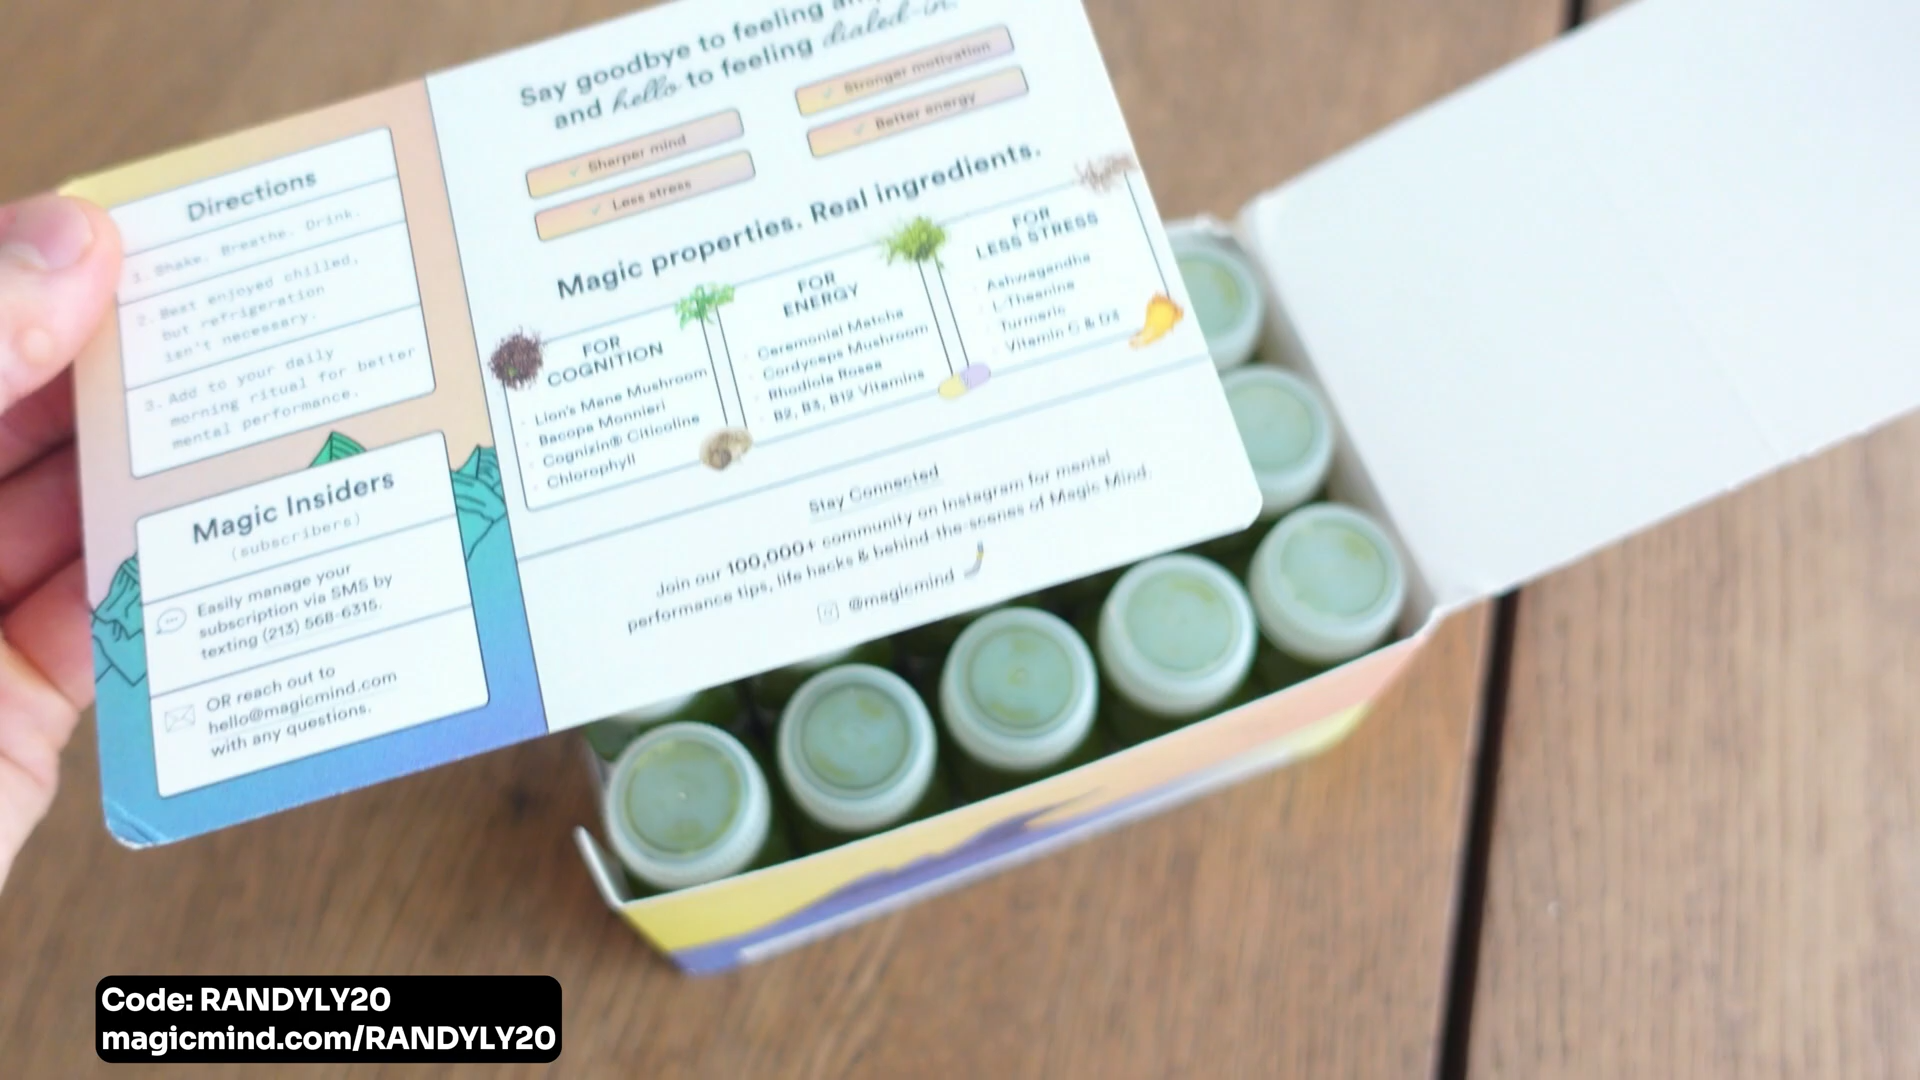 Directions
1. Shake. Breathe. Drink.
2. Best enjoyed chilled,
but refrigeration
isn't necessary.
3. Add to your daily
morning ritual for better
mental performance.
Magic Insiders
(subscribers)
Easily manage your
subscription via SMS by
texting (213) 568-6315.
OR reach out to
hello@magicmind.com
with any questions.
Say goodbye to feeling
and hello to feeling dialed-in.
✓ Sharper mind
✓ Less stress
✓ Stronger motivation
✓ Better energy
Magic properties. Real ingredients.
FOR
COGNITION
· Lion's Mane Mushroom
· Bacopa Monnieri
· Cognizin® Citicoline
· Chlorophyll
FOR
ENERGY
· Ceremonial Matcha
· Cordyceps Mushroom
· Rhodiola Rosea
· B2, B3, B12 Vitamins
FOR
LESS STRESS
· Ashwagandha
· L-Theanine
· Turmeric
· Vitamin C & D3
Stay Connected
Join our 100,000+ community on Instagram for mental
performance tips, life hacks & behind-the-scenes of Magic Mind.
@magicmind
Code: RANDYLY20
magicmind.com/RANDYLY20